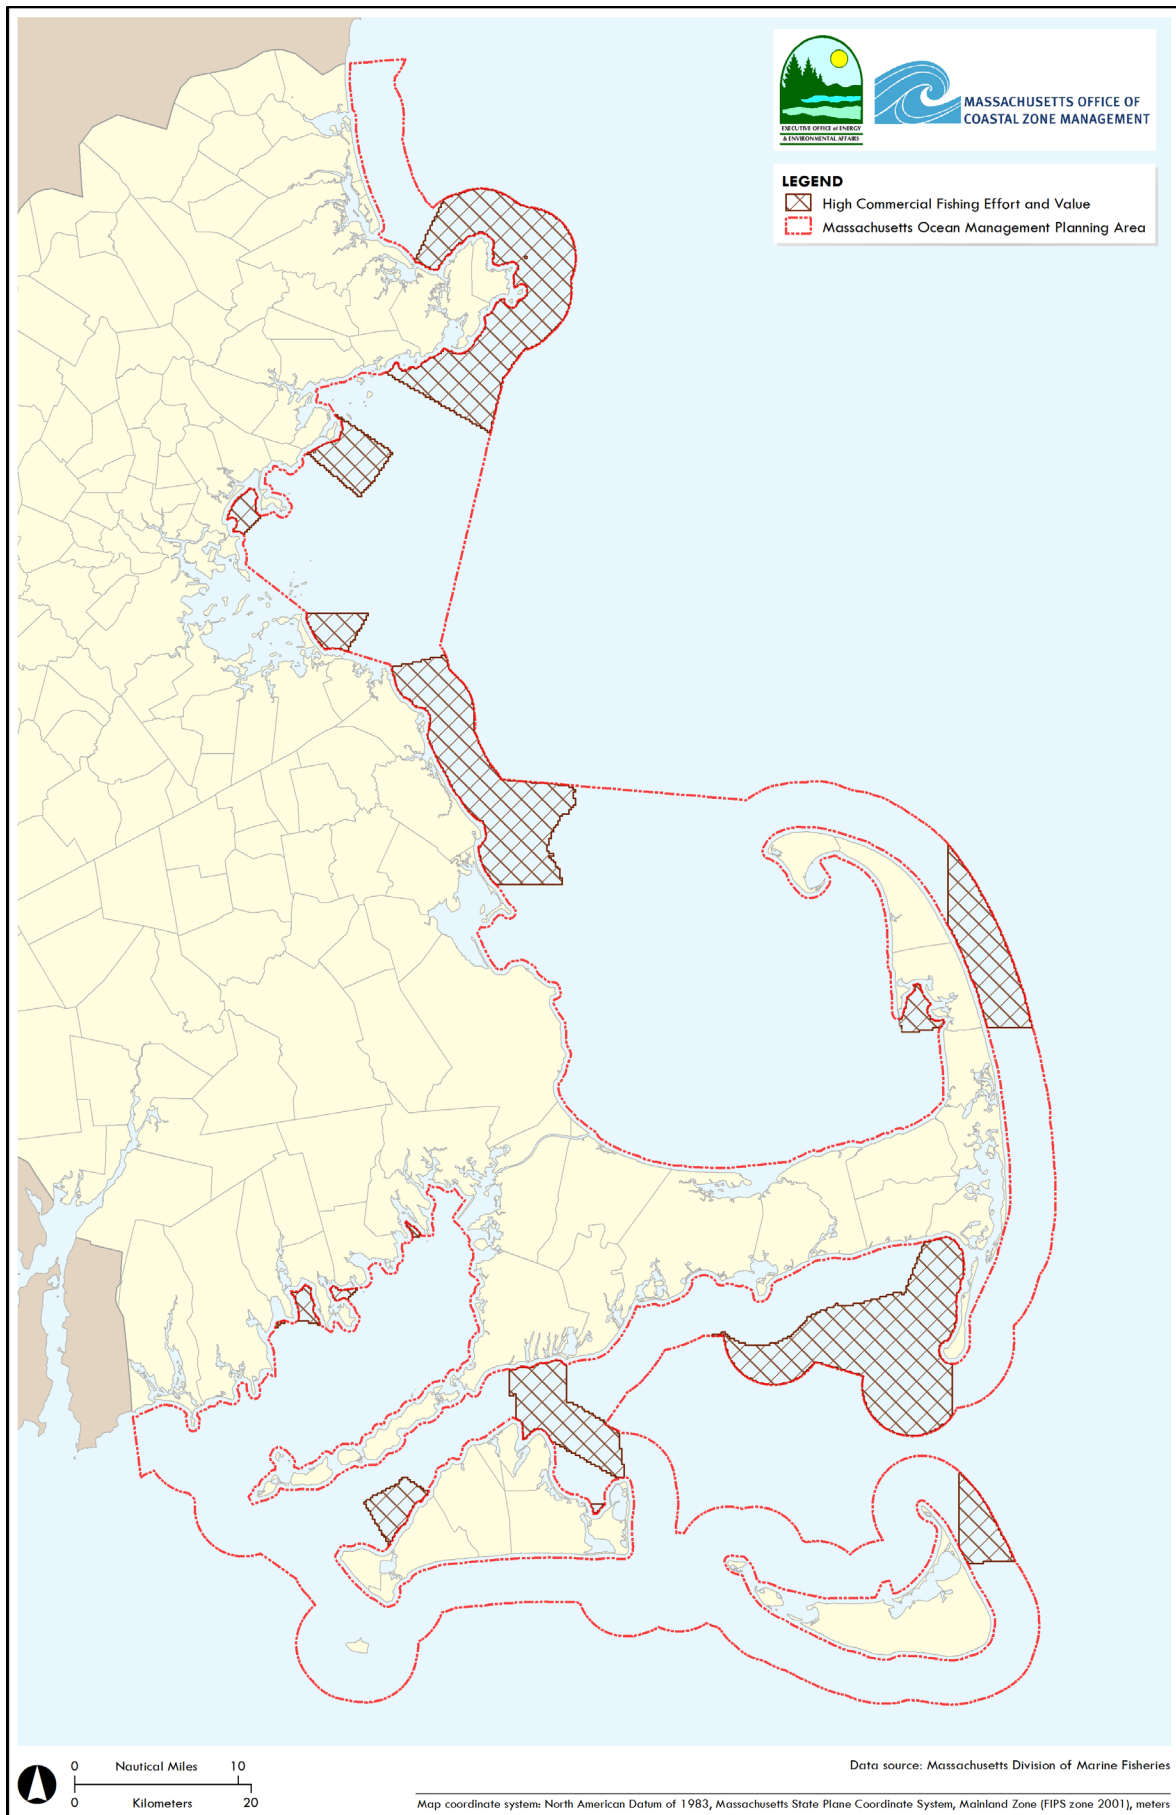 EXECUTIVE OFFICE of ENERGY
& ENVIRONMENTAL AFFAIRS
MASSACHUSETTS OFFICE OF
COASTAL ZONE MANAGEMENT
LEGEND
High Commercial Fishing Effort and Value
Massachusetts Ocean Management Planning Area
0 Nautical Miles 10
0 Kilometers 20
Data source: Massachusetts Division of Marine Fisheries
Map coordinate system: North American Datum of 1983, Massachusetts State Plane Coordinate System, Mainland Zone (FIPS zone 2001), meters